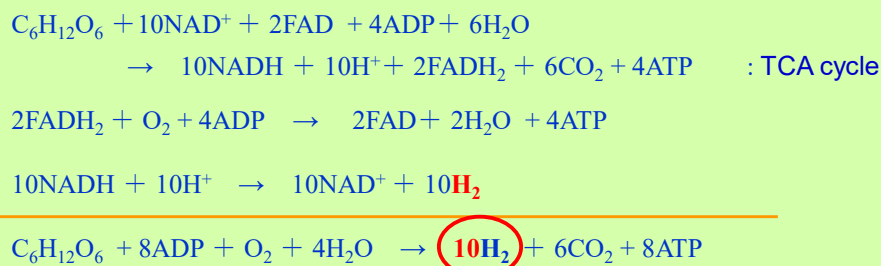 C₆H₁₂O₆ + 10NAD⁺ + 2FAD + 4ADP + 6H₂O
→ 10NADH + 10H⁺ + 2FADH₂ + 6CO₂ + 4ATP : TCA cycle
2FADH₂ + O₂ + 4ADP → 2FAD + 2H₂O + 4ATP
10NADH + 10H⁺ → 10NAD⁺ + 10H₂
C₆H₁₂O₆ + 8ADP + O₂ + 4H₂O → 10H₂ + 6CO₂ + 8ATP